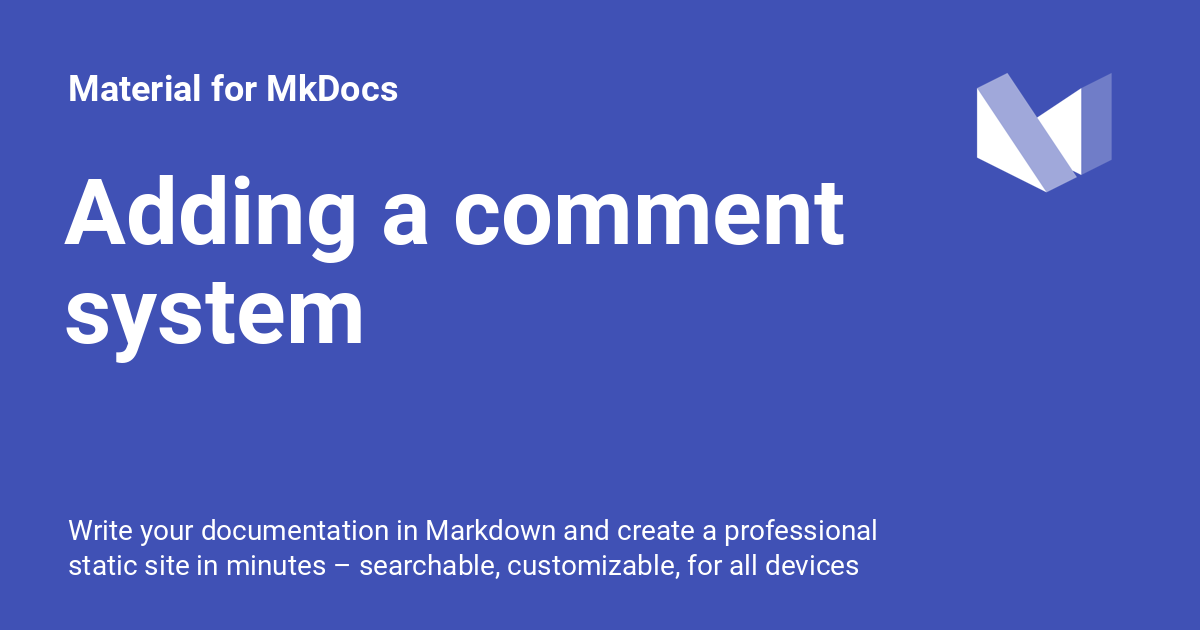 Material for MkDocs
Adding a comment
system
Write your documentation in Markdown and create a professional
static site in minutes – searchable, customizable, for all devices